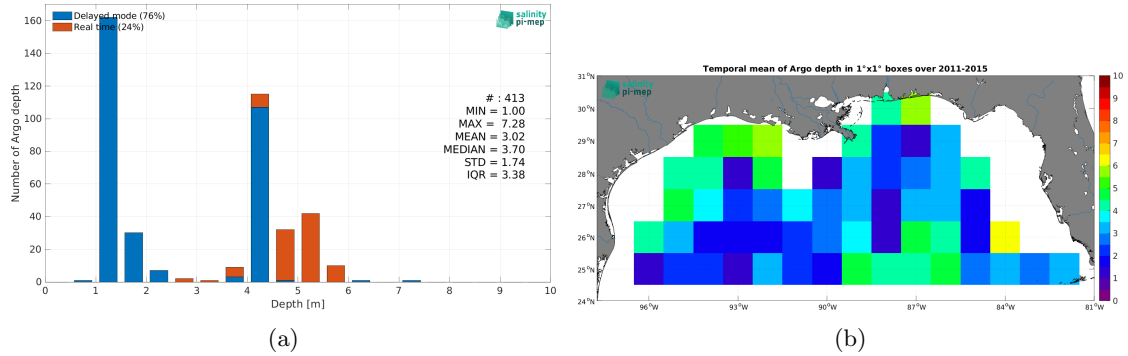 Delayed mode (76%)
Real time (24%)
salinity
pi-mep
# : 413
MIN = 1.00
MAX = 7.28
MEAN = 3.02
MEDIAN = 3.70
STD = 1.74
IQR = 3.38
Number of Argo depth
160
140
120
100
80
60
40
20
0
0 1 2 3 4 5 6 7 8 9 10
Depth [m]
(a)
Temporal mean of Argo depth in 1°x1° boxes over 2011-2015
salinity
pi-mep
31°N
30°N
29°N
28°N
27°N
26°N
25°N
24°N
96°W 93°W 90°W 87°W 84°W 81°W
10
9
8
7
6
5
4
3
2
1
0
(b)